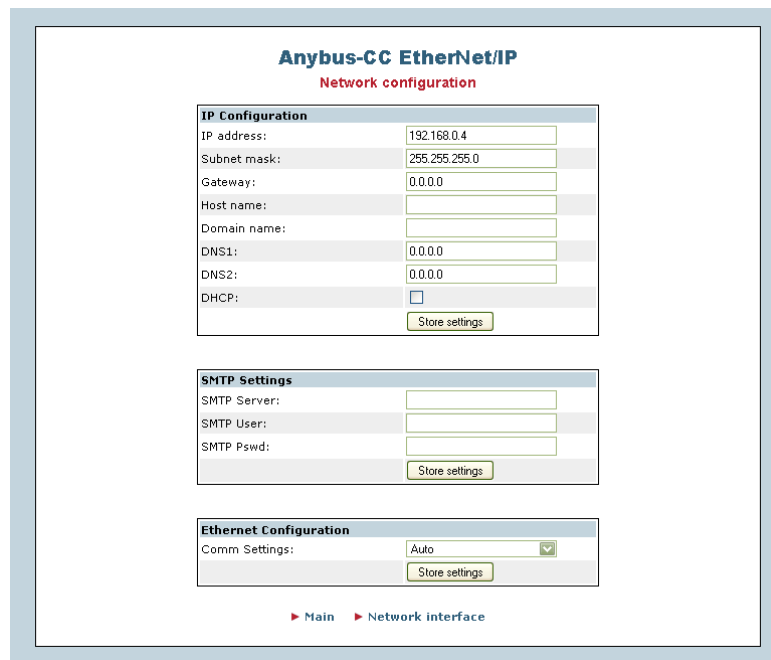 Anybus-CC EtherNet/IP
Network configuration
IP Configuration
IP address: 192.168.0.4
Subnet mask: 255.255.255.0
Gateway: 0.0.0.0
Host name:
Domain name:
DNS1: 0.0.0.0
DNS2: 0.0.0.0
DHCP:
Store settings
SMTP Settings
SMTP Server:
SMTP User:
SMTP Pswd:
Store settings
Ethernet Configuration
Comm Settings: Auto
Store settings
Main Network interface